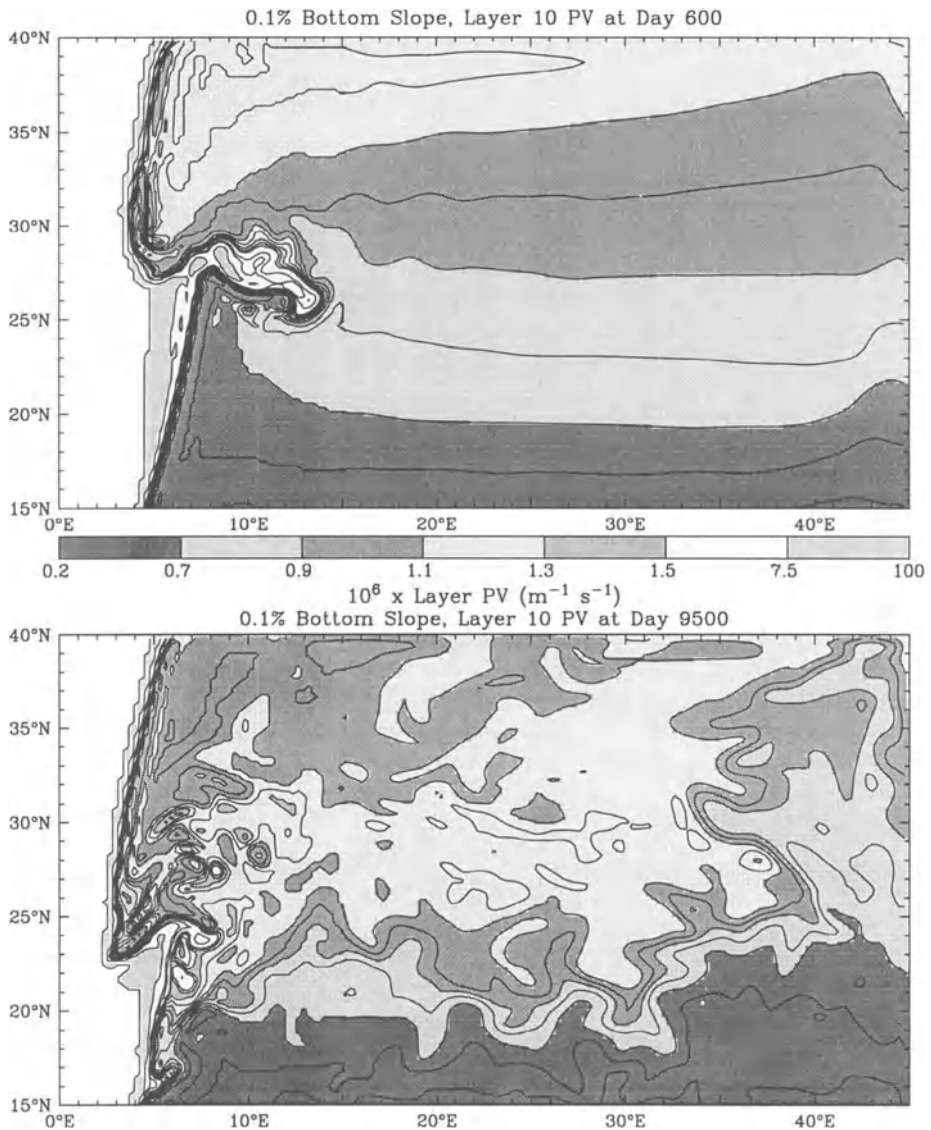 0.1% Bottom Slope, Layer 10 PV at Day 600
40°N
35°N
30°N
25°N
20°N
15°N
0°E 10°E 20°E 30°E 40°E
0.2 0.7 0.9 1.1 1.3 1.5 7.5 100
10⁶ x Layer PV (m⁻¹ s⁻¹)
0.1% Bottom Slope, Layer 10 PV at Day 9500
40°N
35°N
30°N
25°N
20°N
15°N
0°E 10°E 20°E 30°E 40°E